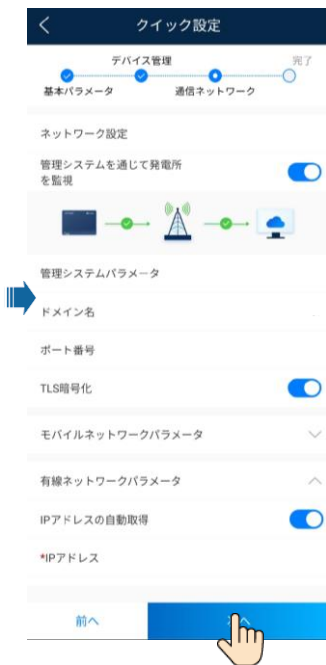 クイック設定
デバイス管理
完了
基本パラメータ
通信ネットワーク
ネットワーク設定
管理システムを通じて発電所
を監視
管理システムパラメータ
ドメイン名
ポート番号
TLS暗号化
モバイルネットワークパラメータ
有線ネットワークパラメータ
IPアドレスの自動取得
*IPアドレス
前へ